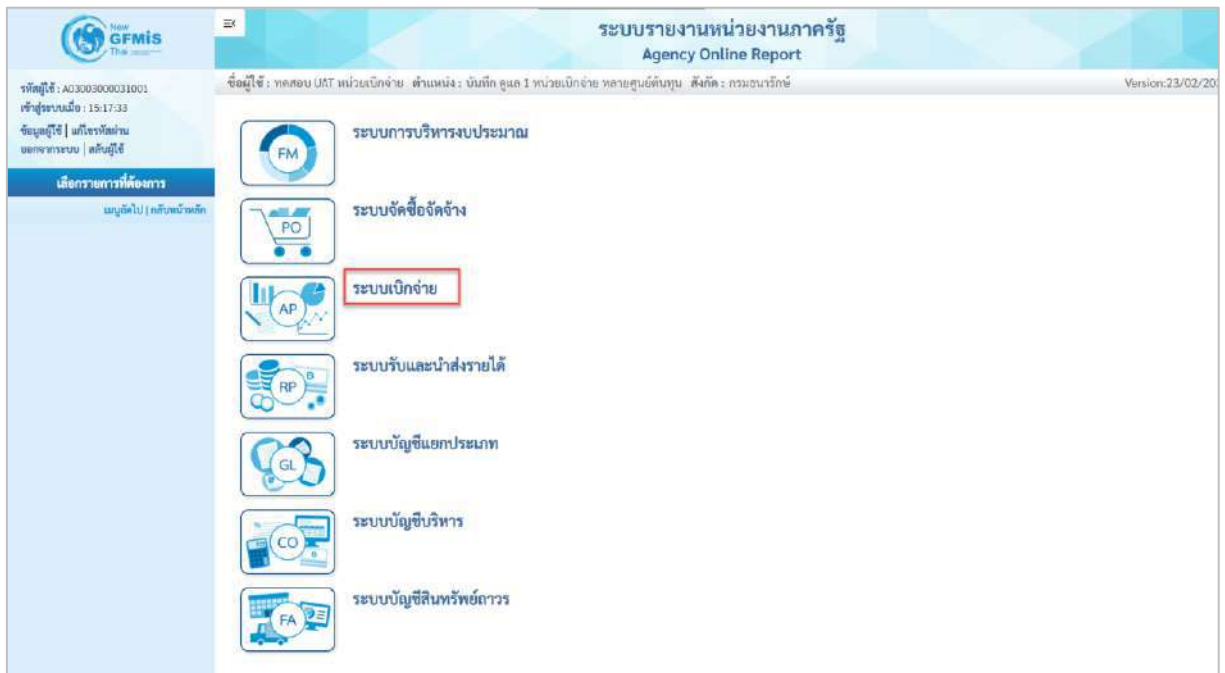 New
GFMIS
Thai
ระบบรายงานหน่วยงานภาครัฐ
Agency Online Report
รหัสผู้ใช้ : A03003000031001
เข้าสู่ระบบเมื่อ : 15:17:33
ข้อมูลผู้ใช้ | แก้ไขรหัสผ่าน
ออกจากระบบ | สลับผู้ใช้
เลือกรายการที่ต้องการ
เมนูถัดไป | กลับหน้าหลัก
ชื่อผู้ใช้ : ทดสอบ UAT หน่วยเบิกจ่าย ตำแหน่ง : บันทึก ดูแล 1 หน่วยเบิกจ่าย หลายศูนย์ต้นทุน สังกัด : กรมธนารักษ์
Version:23/02/20
FM
ระบบการบริหารงบประมาณ
PO
ระบบจัดซื้อจัดจ้าง
AP
ระบบเบิกจ่าย
RP
ระบบรับและนำส่งรายได้
GL
ระบบบัญชีแยกประเภท
CO
ระบบบัญชีบริหาร
FA
ระบบบัญชีสินทรัพย์ถาวร